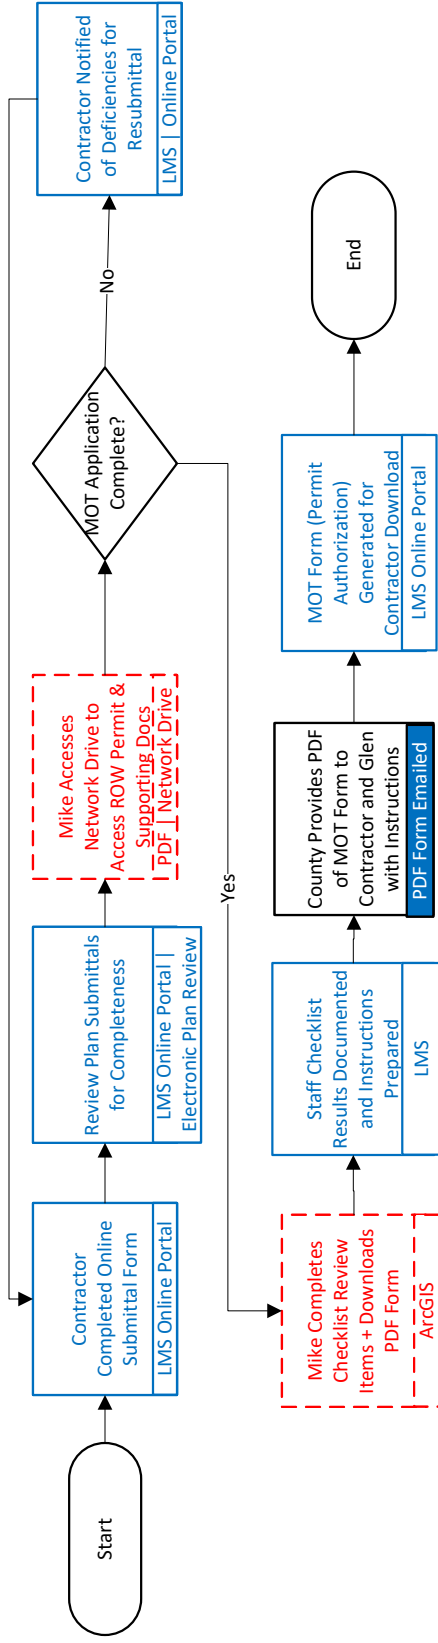 Start
Contractor
Completed Online
Submittal Form
LMS Online Portal
Review Plan Submittals
for Completeness
LMS Online Portal |
Electronic Plan Review
Mike Accesses
Network Drive to
Access ROW Permit &
Supporting Docs
PDF | Network Drive
MOT Application
Complete?
No
Contractor Notified
of Deficiencies for
Resubmittal
LMS | Online Portal
Yes
Mike Completes
Checklist Review
Items + Downloads
PDF Form
ArcGIS
Staff Checklist
Results Documented
and Instructions
Prepared
LMS
County Provides PDF
of MOT Form to
Contractor and Glen
with Instructions
PDF Form Emailed
MOT Form (Permit
Authorization)
Generated for
Contractor Download
LMS Online Portal
End